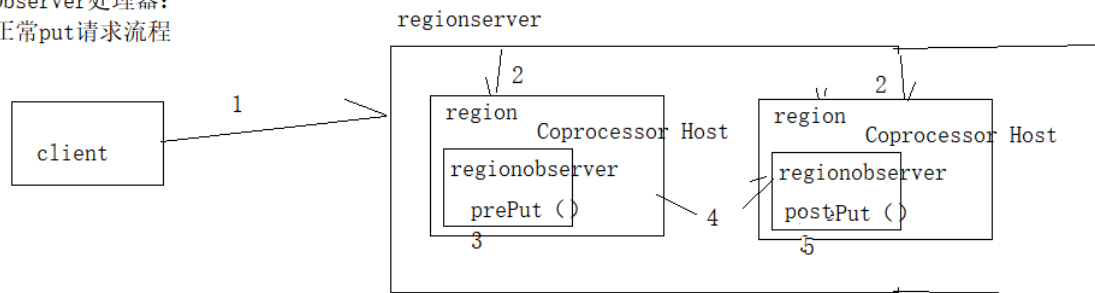 Observer处理器：
正常put请求流程
regionserver
1
2
2
client
region
Coprocessor Host
regionobserver
prePut（）
3
4
region
Coprocessor Host
regionobserver
postPut（）
5